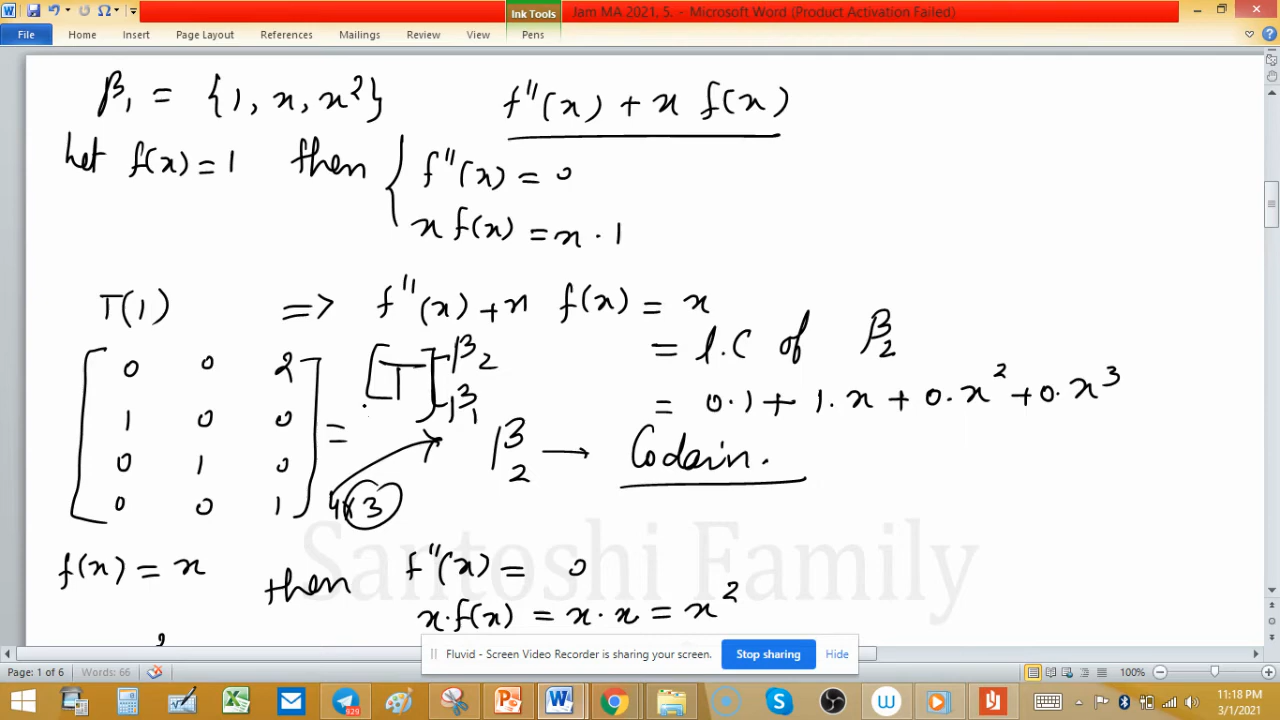 Ink Tools
Jam MA 2021, 5. - Microsoft Word (Product Activation Failed)
File Home Insert Page Layout References Mailings Review View Pens
β₁ = {1, x, x²} f''(x) + x f(x)
Let f(x) = 1 then { f''(x) = 0
x f(x) = x · 1
T(1) => f''(x) + x f(x) = x
= l.C of β₂
= 0·1 + 1·x + 0·x² + 0·x³
[T] β₂ β₁
0 0 2
1 0 0
0 1 0
0 0 1
=
4x3
β₂ → Codain.
f(x) = x then f''(x) = 0
x·f(x) = x·x = x²
Santoshi Family
Fluvid - Screen Video Recorder is sharing your screen. Stop sharing Hide
Page: 1 of 6 Words: 66 100%
929
11:18 PM
3/1/2021